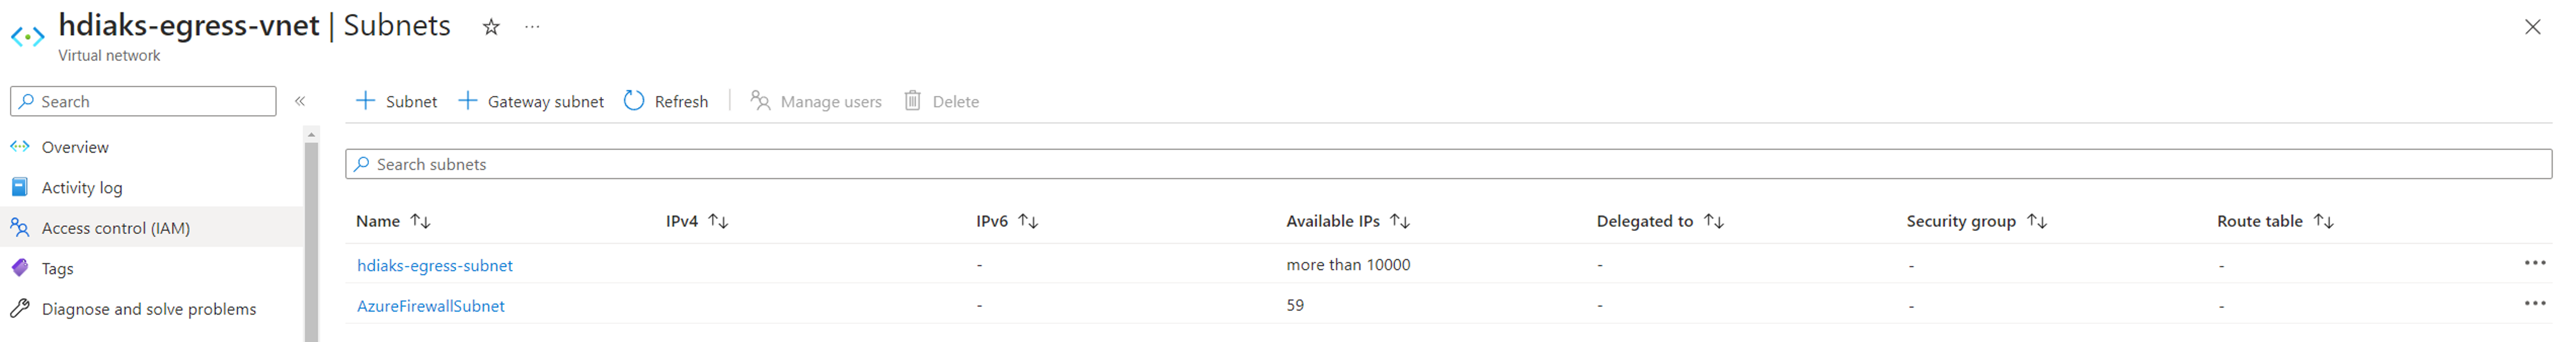 hdiaks-egress-vnet | Subnets
Virtual network
Search
Subnet Gateway subnet Refresh Manage users Delete
Overview
Activity log
Access control (IAM)
Tags
Diagnose and solve problems
Search subnets
Name IPv4 IPv6 Available IPs Delegated to Security group Route table
hdiaks-egress-subnet - more than 10000 - - -
AzureFirewallSubnet - 59 - - -